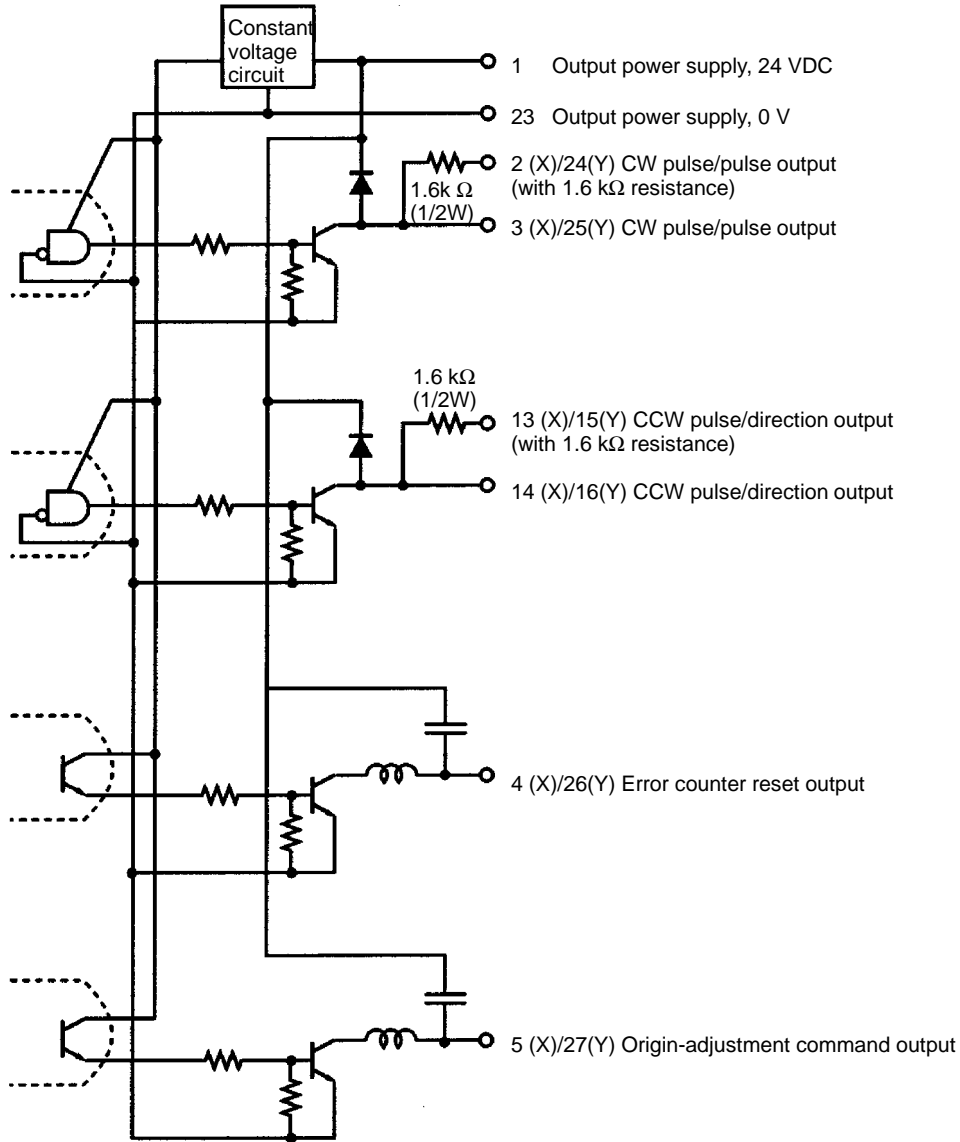 Constant
voltage
circuit
1 Output power supply, 24 VDC
23 Output power supply, 0 V
2 (X)/24(Y) CW pulse/pulse output
(with 1.6 kΩ resistance)
1.6k Ω
(1/2W)
3 (X)/25(Y) CW pulse/pulse output
1.6 kΩ
(1/2W)
13 (X)/15(Y) CCW pulse/direction output
(with 1.6 kΩ resistance)
14 (X)/16(Y) CCW pulse/direction output
4 (X)/26(Y) Error counter reset output
5 (X)/27(Y) Origin-adjustment command output